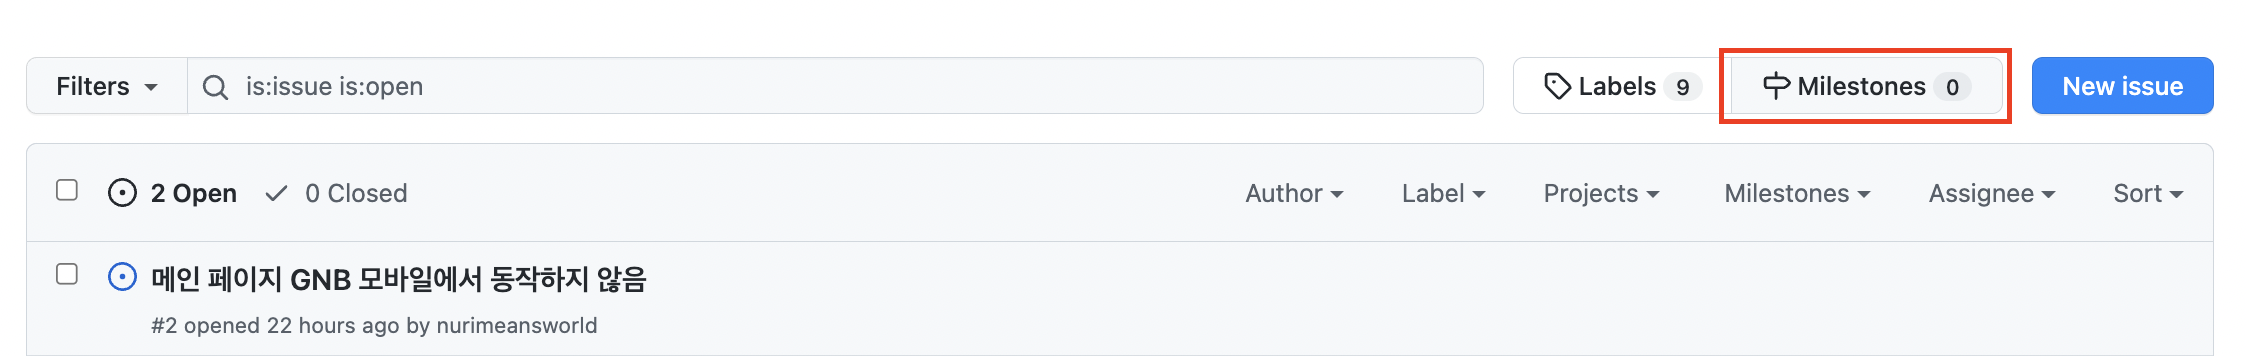 Filters is:issue is:open Labels 9 Milestones 0 New issue
2 Open 0 Closed Author Label Projects Milestones Assignee Sort
메인 페이지 GNB 모바일에서 동작하지 않음
#2 opened 22 hours ago by nurimeansworld